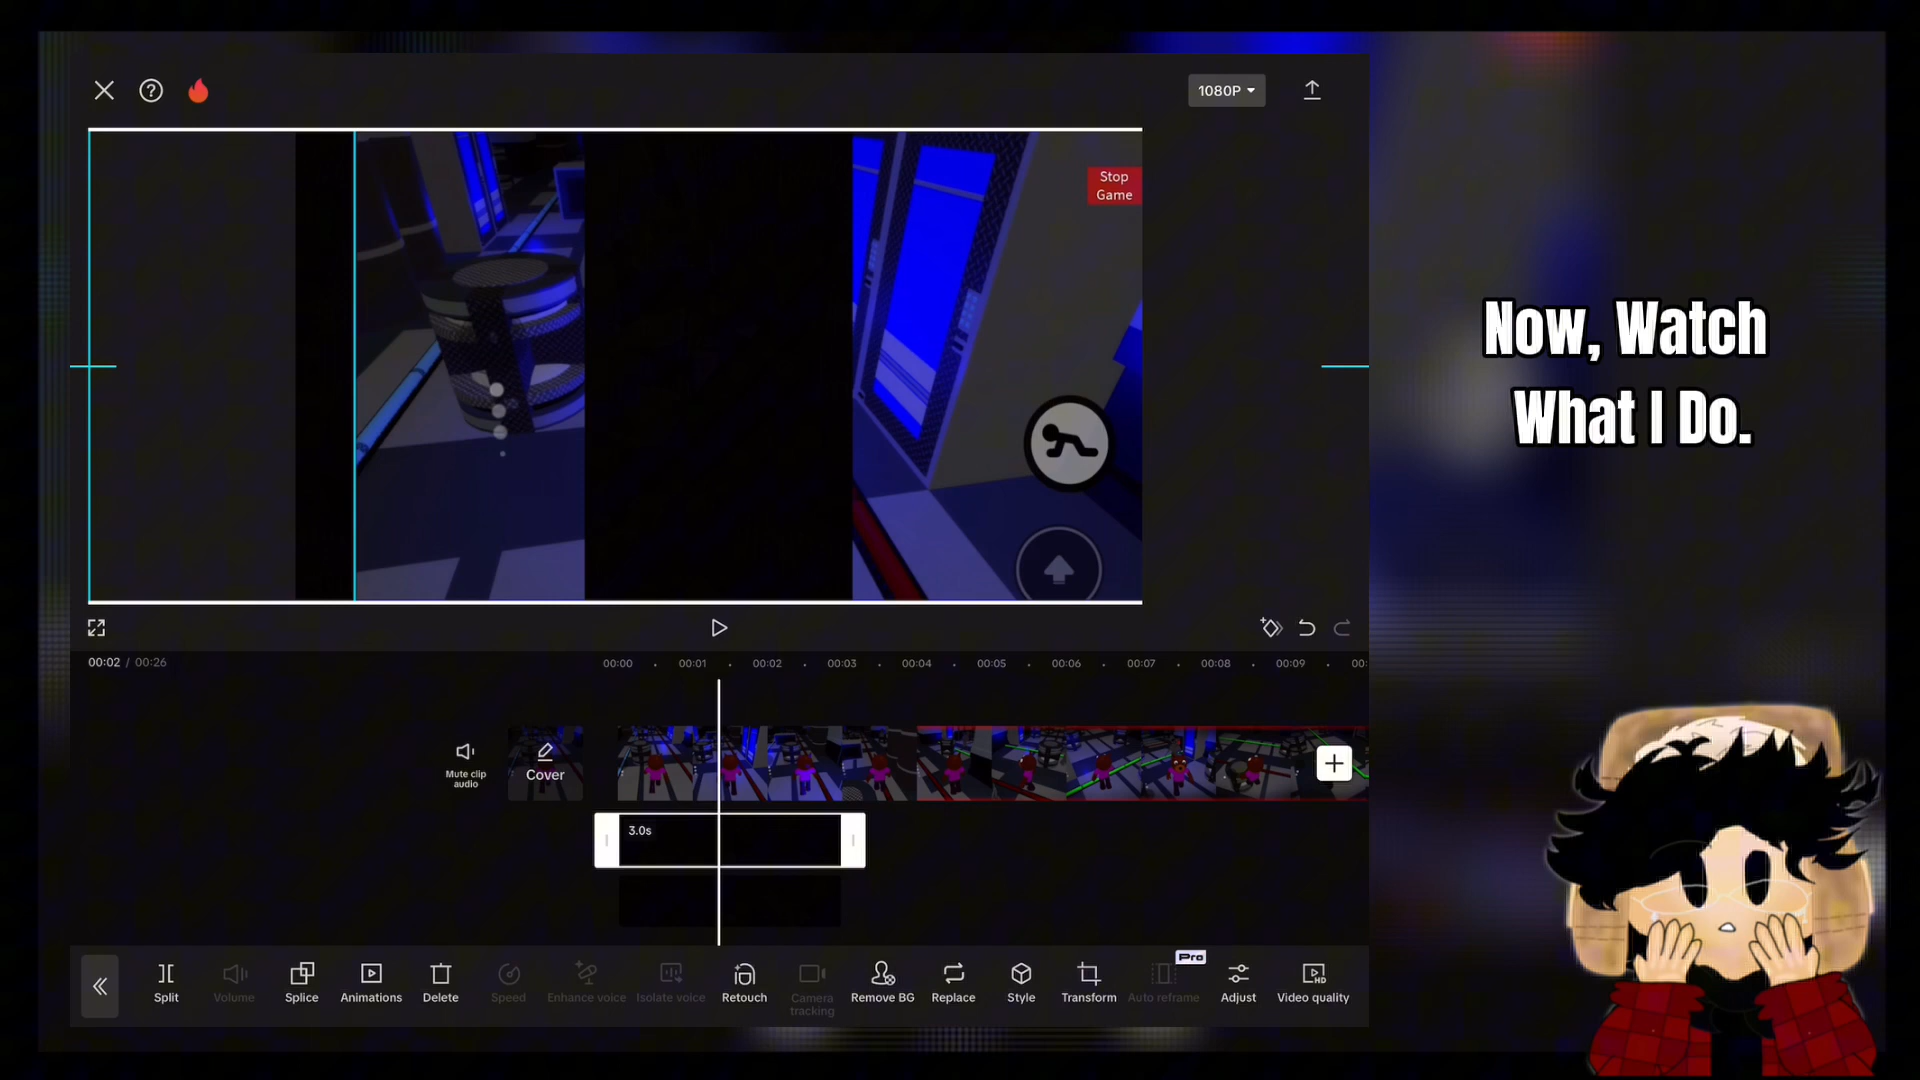 1080P
Stop
Game
Now, Watch
What I Do.
00:02 / 00:26
00:00 00:01 00:02 00:03 00:04 00:05 00:06 00:07 00:08 00:09 00:
Mute clip
audio
Cover
3.0s
Pro
Split Volume Splice Animations Delete Speed Enhance voice Isolate voice Retouch Camera tracking Remove BG Replace Style Transform Auto reframe Adjust Video quality